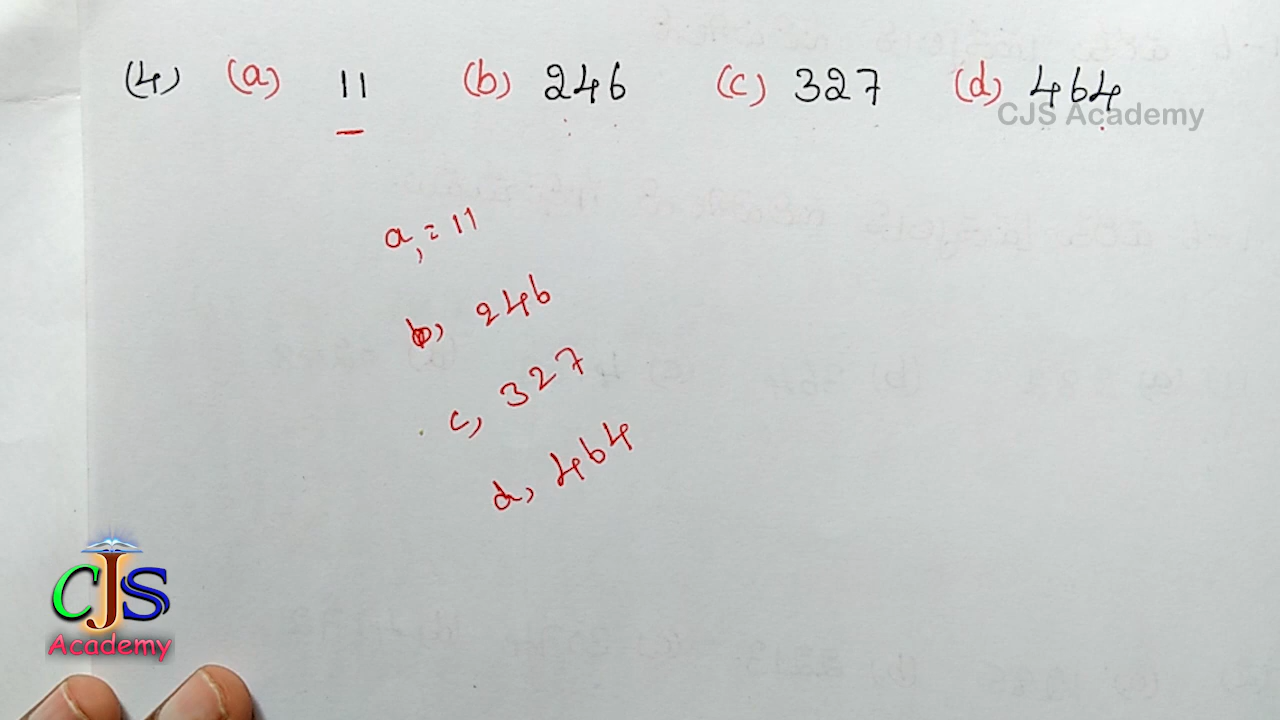 (4) (a) 11 (b) 246 (c) 327 (d) 464
CJS Academy
a, = 11
b, 246
c, 327
d, 464
CJS
Academy